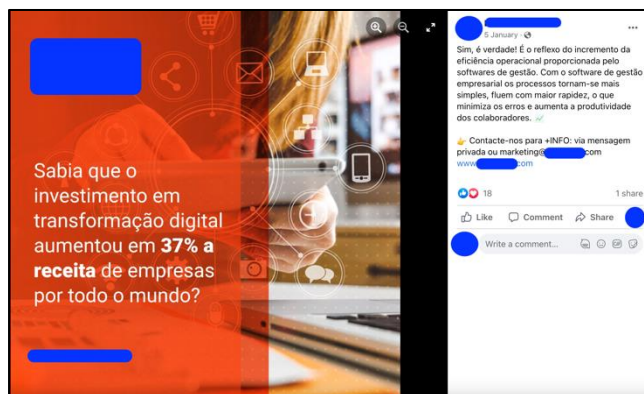 Sabia que o
investimento em
transformação digital
aumentou em 37% a
receita de empresas
por todo o mundo?
5 January ·
Sim, é verdade! É o reflexo do incremento da
eficiência operacional proporcionada pelo
softwares de gestão. Com o software de gestão
empresarial os processos tornam-se mais
simples, fluem com maior rapidez, o que
minimiza os erros e aumenta a produtividade
dos colaboradores. 📈
👉 Contacte-nos para +INFO: via mensagem
privada ou marketing@ com
www .com
18 1 share
Like Comment Share
Write a comment...